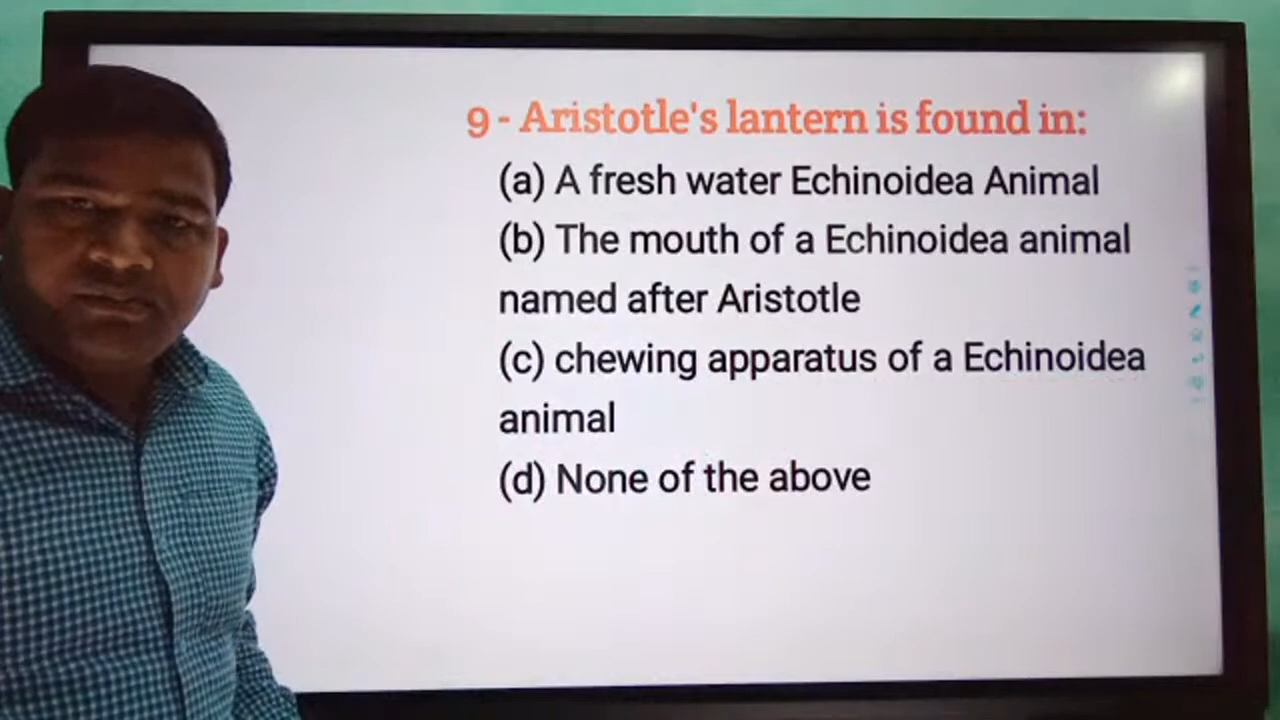 9 - Aristotle's lantern is found in:
(a) A fresh water Echinoidea Animal
(b) The mouth of a Echinoidea animal
named after Aristotle
(c) chewing apparatus of a Echinoidea
animal
(d) None of the above